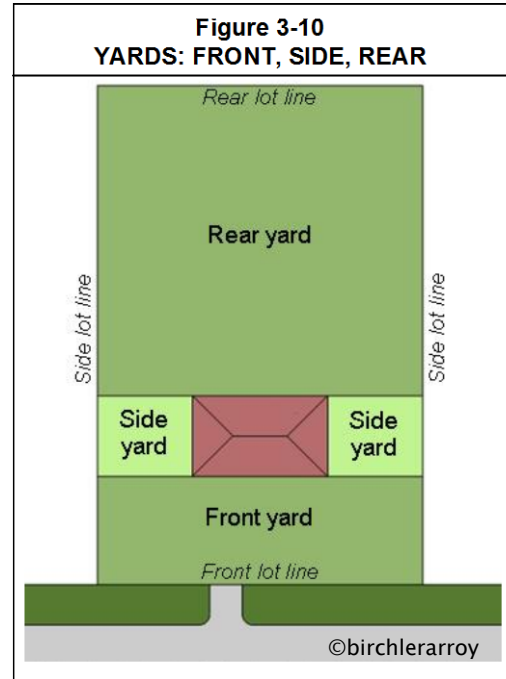 Figure 3-10
YARDS: FRONT, SIDE, REAR
Rear lot line
Rear yard
Side lot line
Side lot line
Side
yard
Side
yard
Front yard
Front lot line
©birchlerarroy